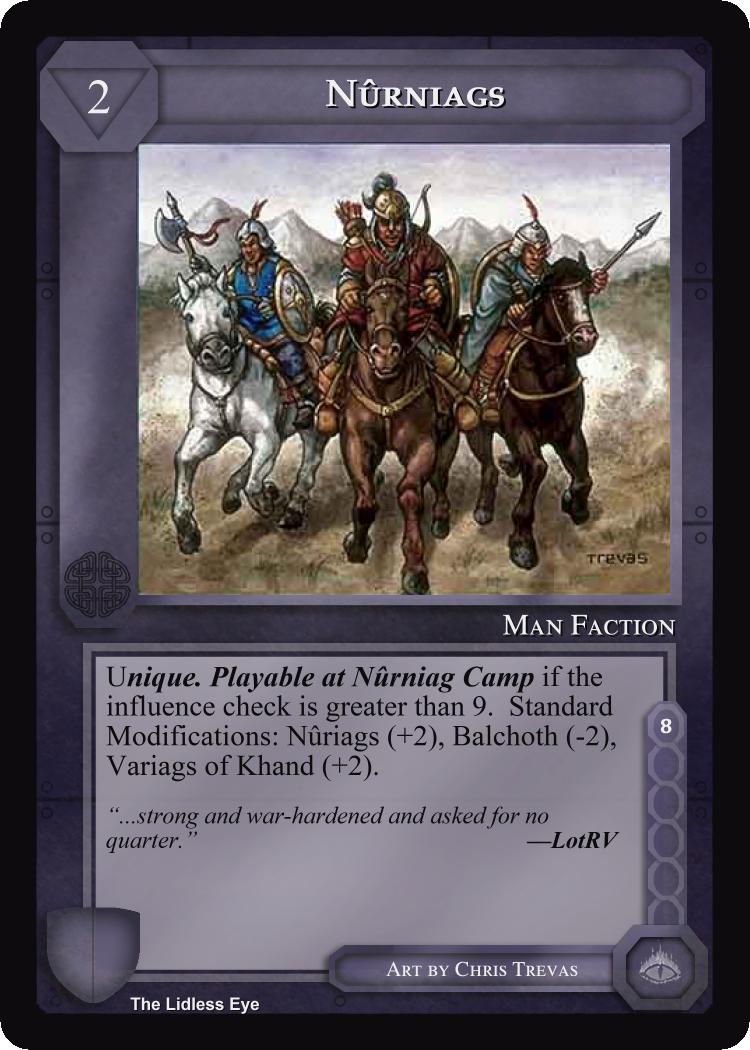 2
Nûrniags
TREVAS
Man Faction
Unique. Playable at Nûrniag Camp if the
influence check is greater than 9. Standard
Modifications: Nûriags (+2), Balchoth (-2),
Variags of Khand (+2).
8
“...strong and war-hardened and asked for no
quarter.” —LotRV
Art by Chris Trevas
The Lidless Eye